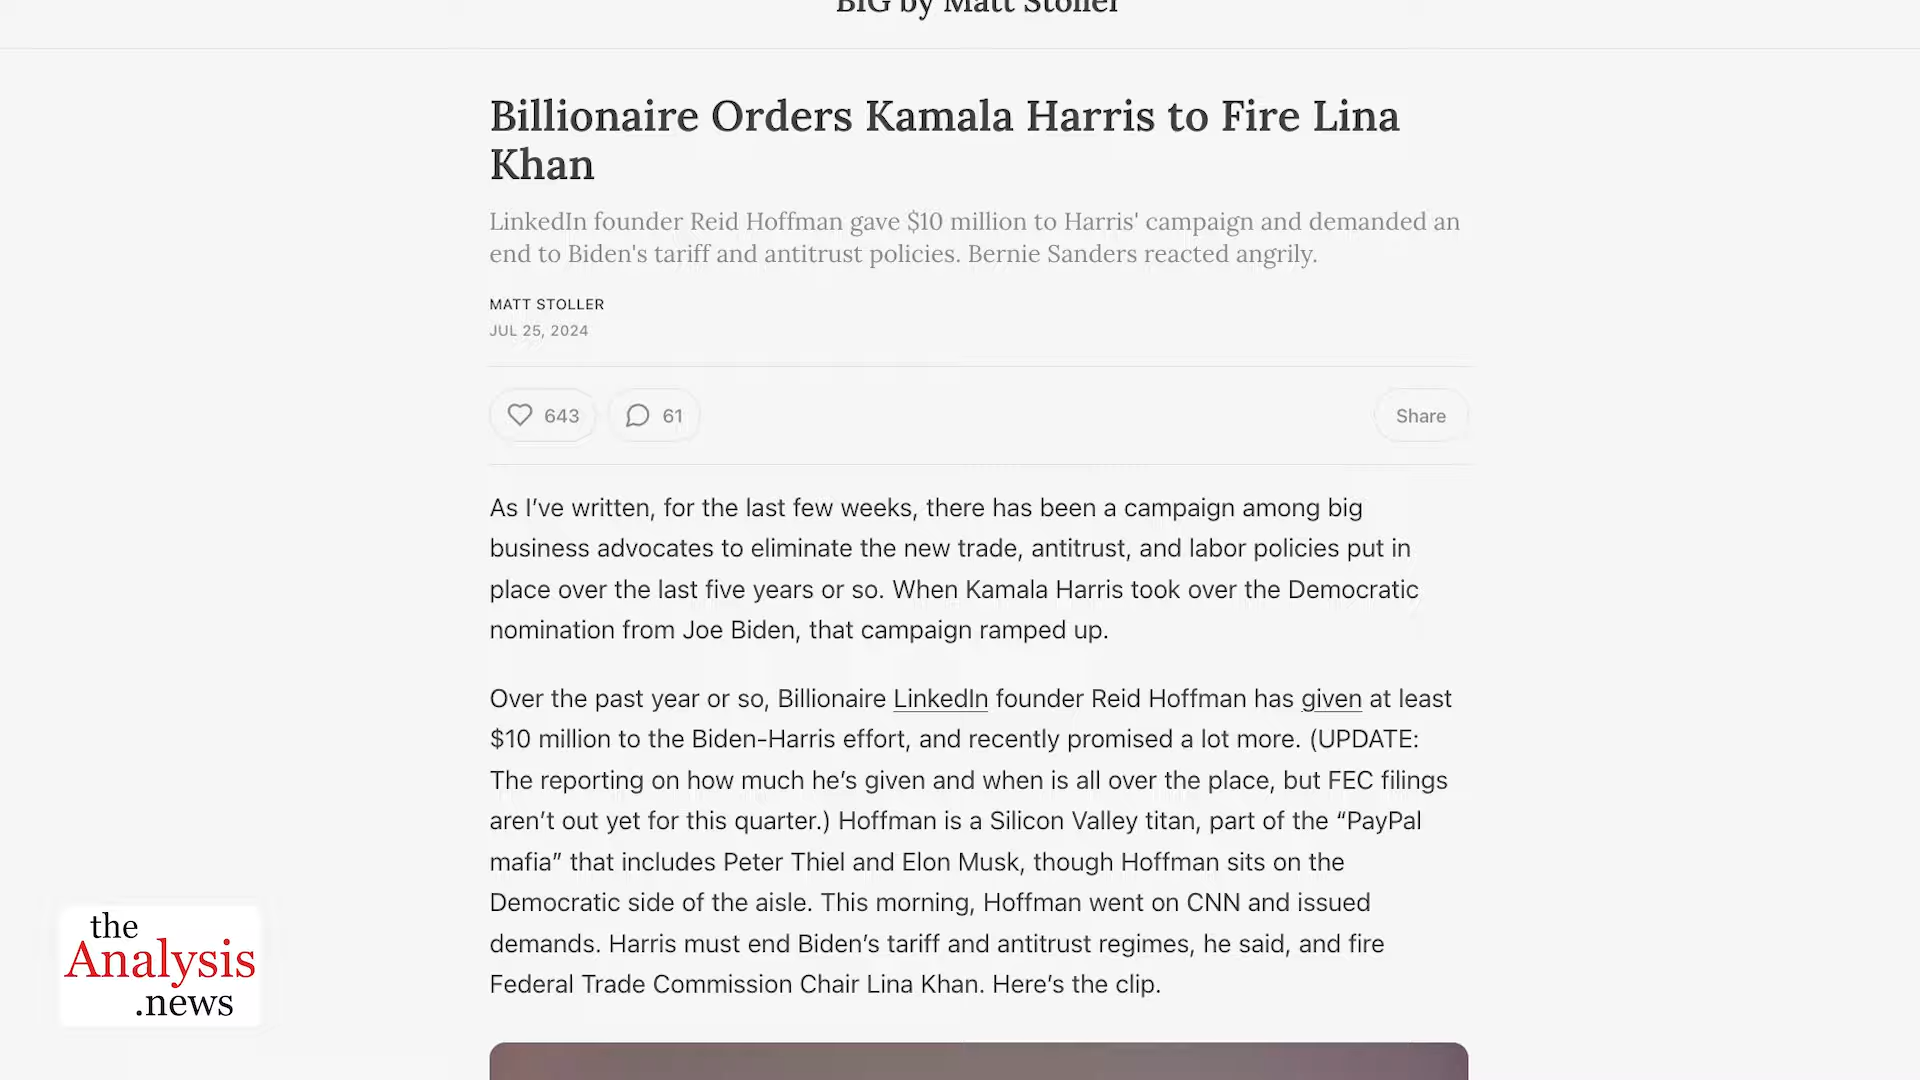 BIG by Matt Stoller
Billionaire Orders Kamala Harris to Fire Lina
Khan
LinkedIn founder Reid Hoffman gave $10 million to Harris' campaign and demanded an
end to Biden's tariff and antitrust policies. Bernie Sanders reacted angrily.
MATT STOLLER
JUL 25, 2024
643 61 Share
As I’ve written, for the last few weeks, there has been a campaign among big
business advocates to eliminate the new trade, antitrust, and labor policies put in
place over the last five years or so. When Kamala Harris took over the Democratic
nomination from Joe Biden, that campaign ramped up.
Over the past year or so, Billionaire LinkedIn founder Reid Hoffman has given at least
$10 million to the Biden-Harris effort, and recently promised a lot more. (UPDATE:
The reporting on how much he’s given and when is all over the place, but FEC filings
aren’t out yet for this quarter.) Hoffman is a Silicon Valley titan, part of the “PayPal
mafia” that includes Peter Thiel and Elon Musk, though Hoffman sits on the
Democratic side of the aisle. This morning, Hoffman went on CNN and issued
demands. Harris must end Biden’s tariff and antitrust regimes, he said, and fire
Federal Trade Commission Chair Lina Khan. Here’s the clip.
the
Analysis
.news